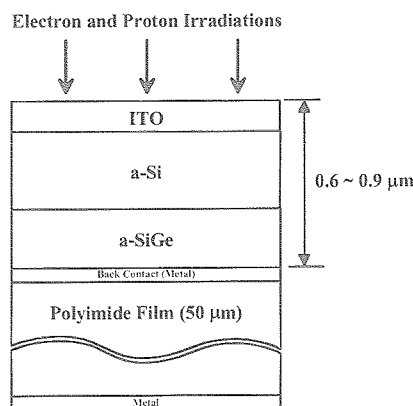 Electron and Proton Irradiations
ITO
a-Si
0.6 ~ 0.9 μm
a-SiGe
Back Contact (Metal)
Polyimide Film (50 μm)
Metal